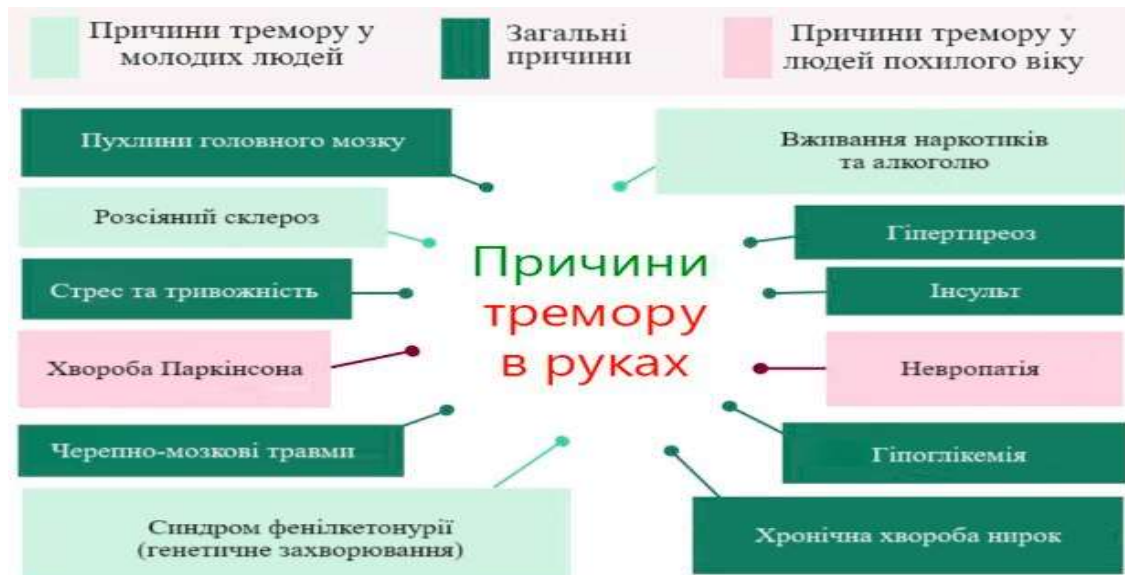 Причини тремору у
молодих людей
Загальні
причини
Причини тремору у
людей похилого віку
Пухлини головного мозку
Вживання наркотиків
та алкоголю
Розсіяний склероз
Гіпертиреоз
Стрес та тривожність
Інсульт
Причини
тремору
в руках
Хвороба Паркінсона
Невропатія
Черепно-мозкові травми
Гіпоглікемія
Синдром фенілкетонурії
(генетичне захворювання)
Хронічна хвороба нирок